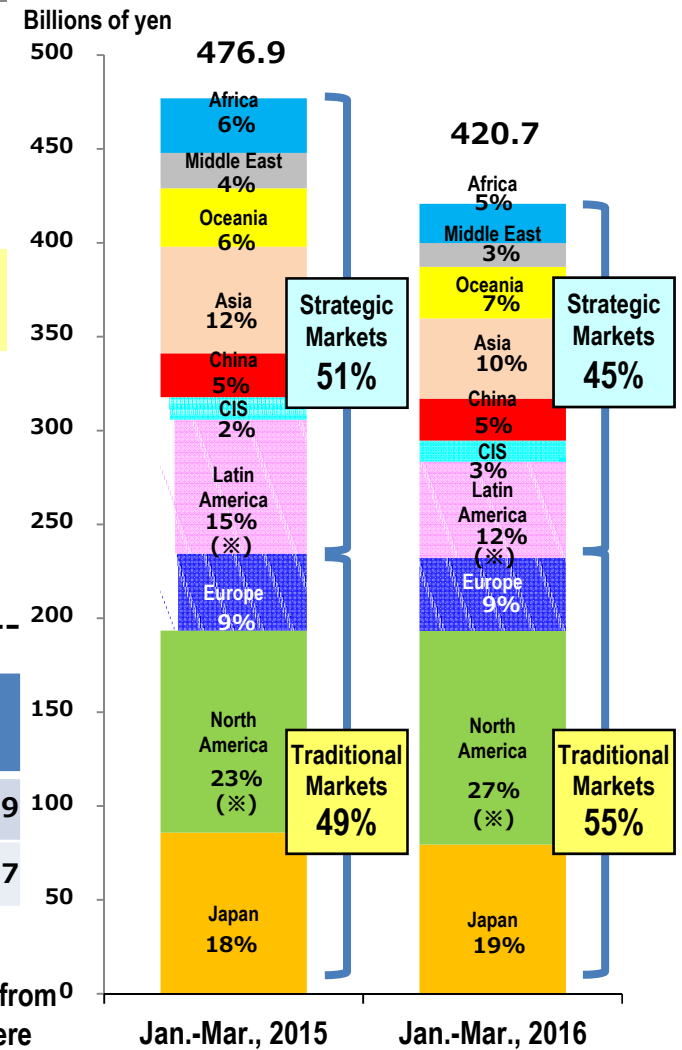 Billions of yen
500
450
400
350
300
250
200
150
100
50
0
476.9
Africa
6%
Middle East
4%
Oceania
6%
Asia
12%
China
5%
CIS
2%
Latin
America
15%
(※)
Europe
9%
North
America
23%
(※)
Japan
18%
Strategic
Markets
51%
Traditional
Markets
49%
420.7
Africa
5%
Middle East
3%
Oceania
7%
Asia
10%
China
5%
CIS
3%
Latin
America
12%
(※)
Europe
9%
North
America
27%
(※)
Japan
19%
Strategic
Markets
45%
Traditional
Markets
55%
Jan.-Mar., 2015
Jan.-Mar., 2016
9
7
from
ere